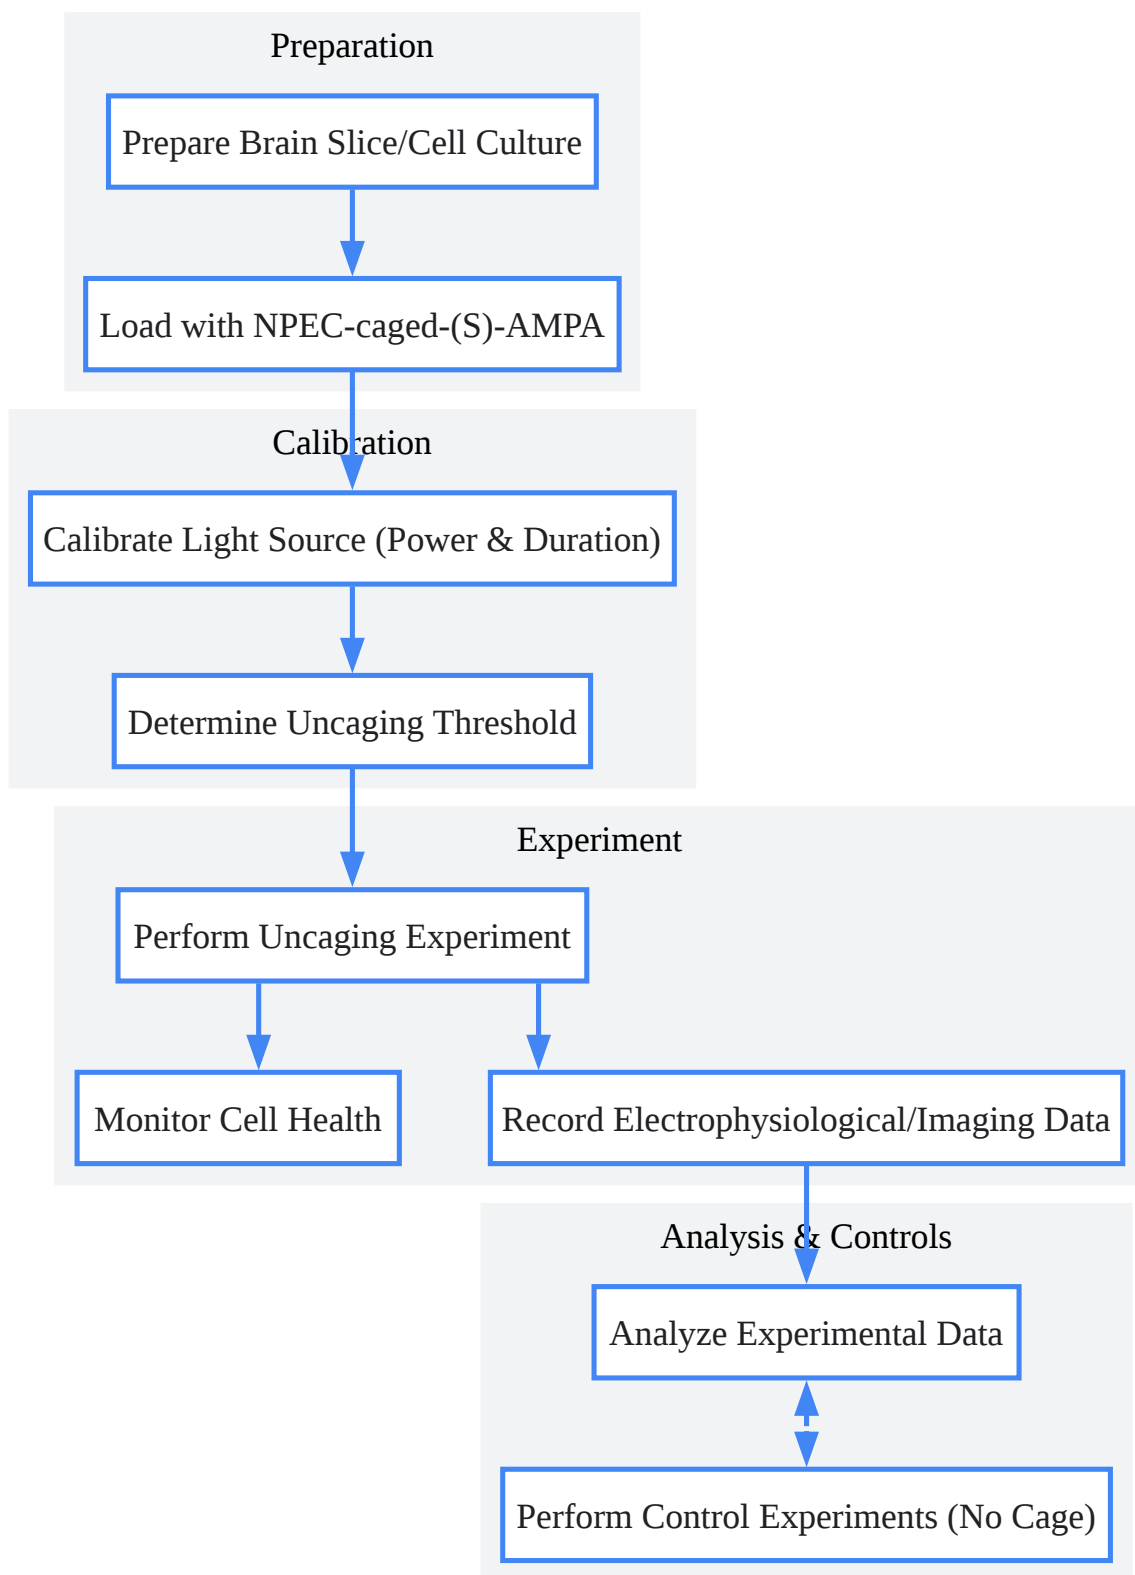 Preparation
Prepare Brain Slice/Cell Culture
Load with NPEC-caged-(S)-AMPA
Calibration
Calibrate Light Source (Power & Duration)
Determine Uncaging Threshold
Experiment
Perform Uncaging Experiment
Monitor Cell Health
Record Electrophysiological/Imaging Data
Analysis & Controls
Analyze Experimental Data
Perform Control Experiments (No Cage)